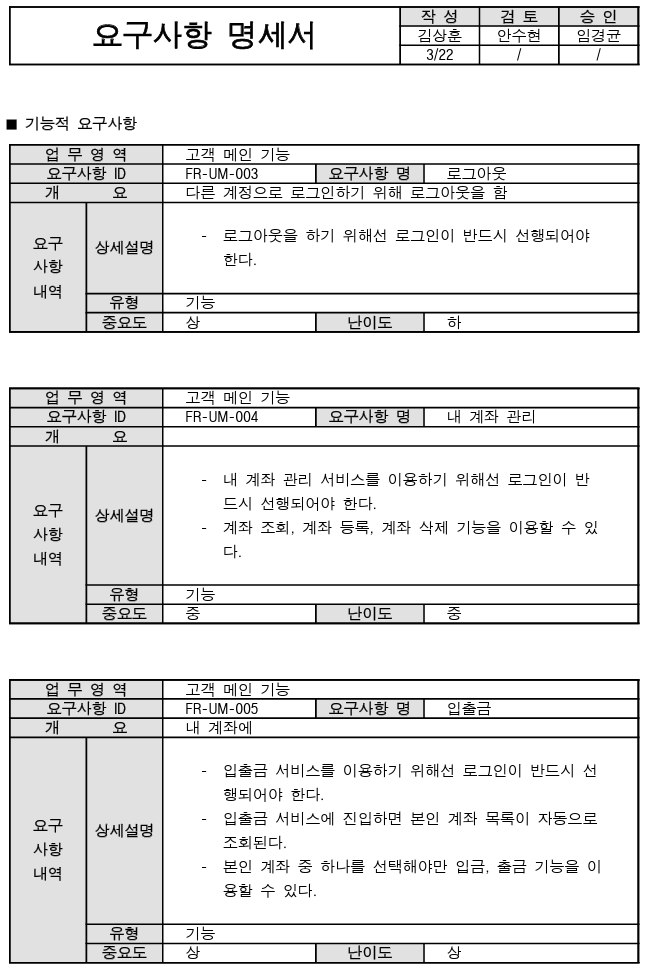 요구사항 명세서
작 성 검 토 승 인
김상훈 안수현 임경균
3/22 / /
■ 기능적 요구사항
업 무 영 역 고객 메인 기능
요구사항 ID FR-UM-003 요구사항 명 로그아웃
개 요 다른 계정으로 로그인하기 위해 로그아웃을 함
요구
사항
내역
상세설명
- 로그아웃을 하기 위해선 로그인이 반드시 선행되어야
한다.
유형 기능
중요도 상 난이도 하
업 무 영 역 고객 메인 기능
요구사항 ID FR-UM-004 요구사항 명 내 계좌 관리
개 요
요구
사항
내역
상세설명
- 내 계좌 관리 서비스를 이용하기 위해선 로그인이 반
드시 선행되어야 한다.
- 계좌 조회, 계좌 등록, 계좌 삭제 기능을 이용할 수 있
다.
유형 기능
중요도 중 난이도 중
업 무 영 역 고객 메인 기능
요구사항 ID FR-UM-005 요구사항 명 입출금
개 요 내 계좌에
요구
사항
내역
상세설명
- 입출금 서비스를 이용하기 위해선 로그인이 반드시 선
행되어야 한다.
- 입출금 서비스에 진입하면 본인 계좌 목록이 자동으로
조회된다.
- 본인 계좌 중 하나를 선택해야만 입금, 출금 기능을 이
용할 수 있다.
유형 기능
중요도 상 난이도 상